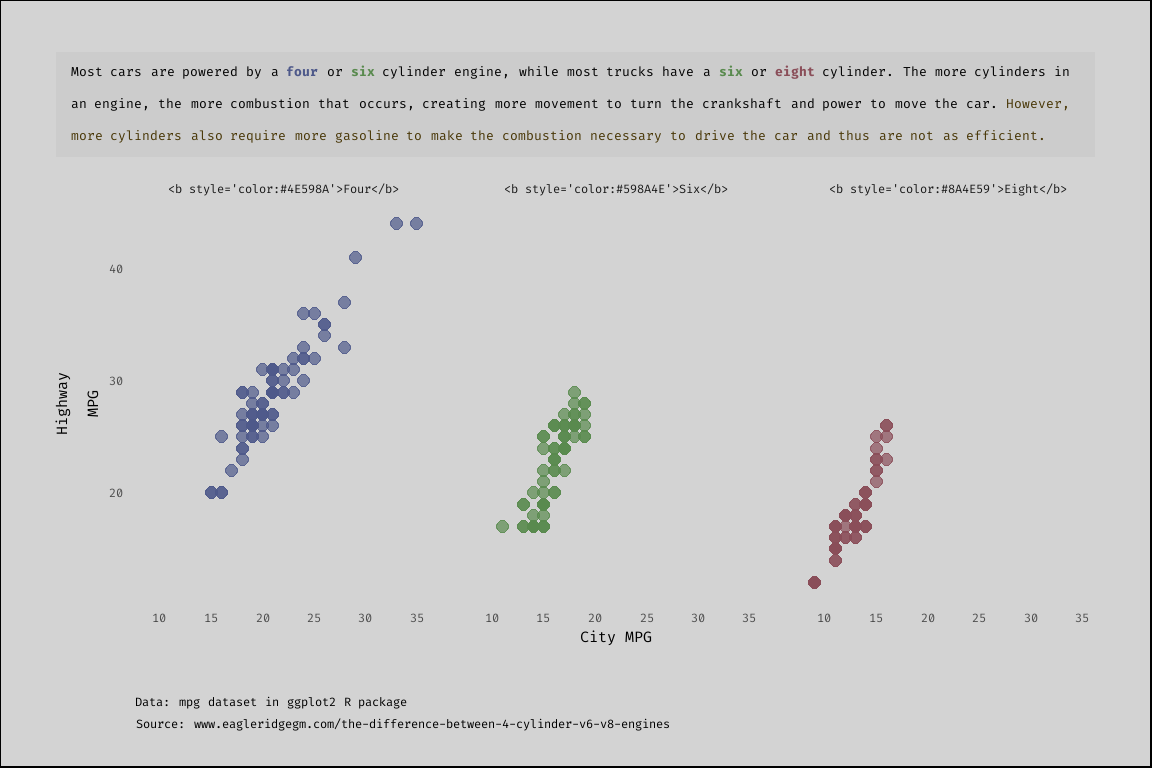 Most cars are powered by a four or six cylinder engine, while most trucks have a six or eight cylinder. The more cylinders in
an engine, the more combustion that occurs, creating more movement to turn the crankshaft and power to move the car. However,
more cylinders also require more gasoline to make the combustion necessary to drive the car and thus are not as efficient.
<b style='color:#4E598A'>Four</b> <b style='color:#598A4E'>Six</b> <b style='color:#8A4E59'>Eight</b>
40
30
20
Highway
MPG
10 15 20 25 30 35 10 15 20 25 30 35 10 15 20 25 30 35
City MPG
Data: mpg dataset in ggplot2 R package
Source: www.eagleridgegm.com/the-difference-between-4-cylinder-v6-v8-engines